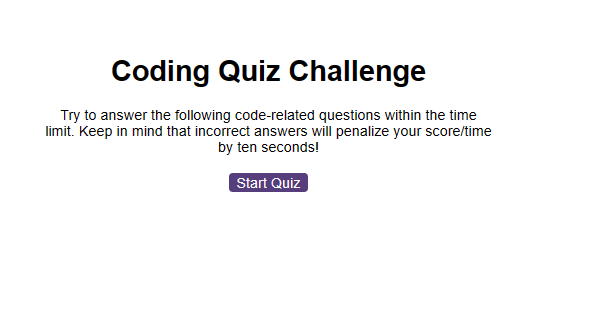 Coding Quiz Challenge
Try to answer the following code-related questions within the time
limit. Keep in mind that incorrect answers will penalize your score/time
by ten seconds!
Start Quiz